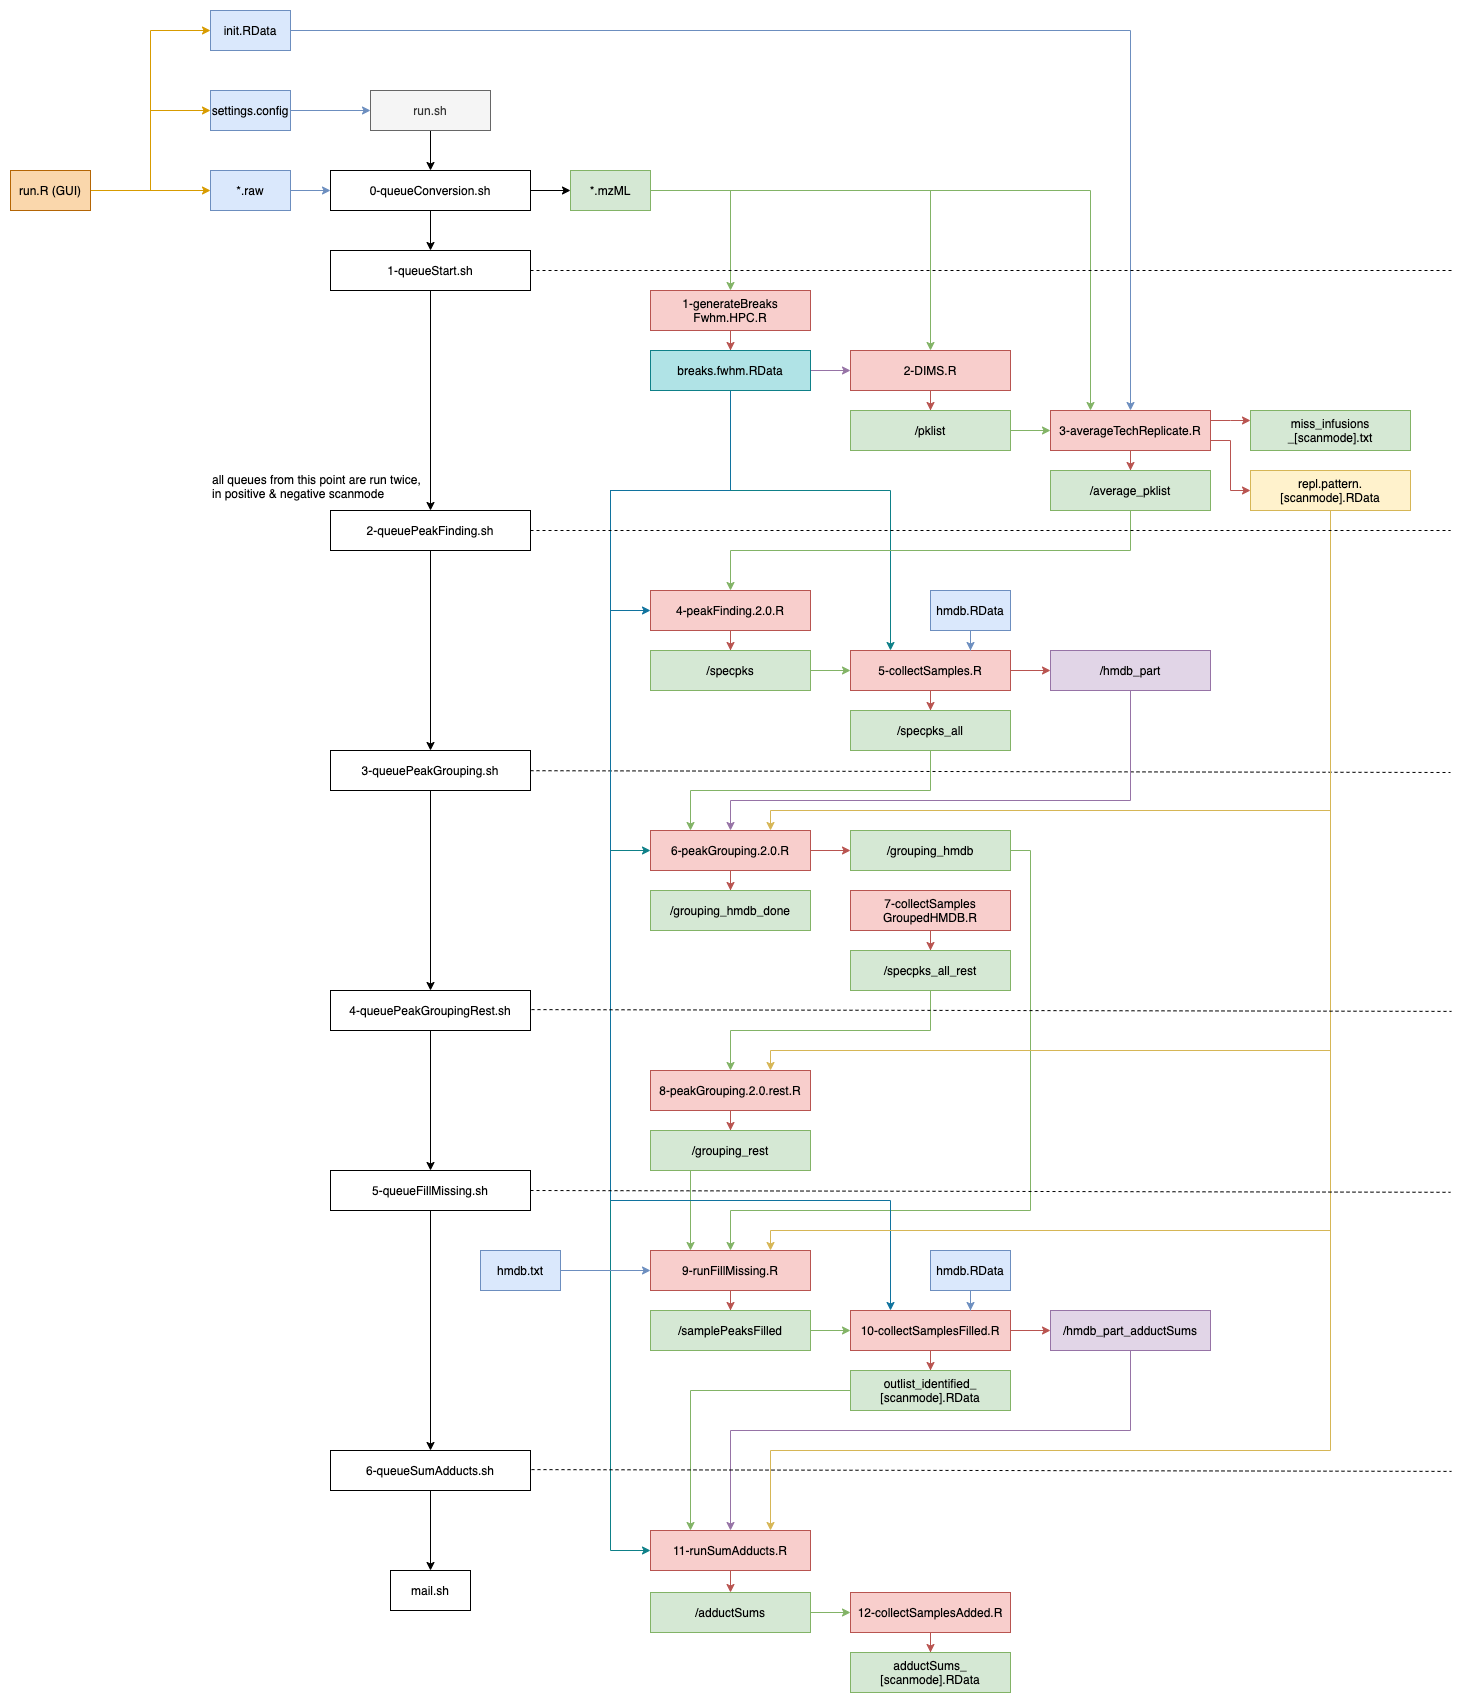 init.RData
settings.config
run.sh
run.R (GUI)
*.raw
0-queueConversion.sh
*.mzML
1-queueStart.sh
1-generateBreaks
Fwhm.HPC.R
breaks.fwhm.RData
2-DIMS.R
/pklist
3-averageTechReplicate.R
miss_infusions
_[scanmode].txt
/average_pklist
repl.pattern.
[scanmode].RData
all queues from this point are run twice,
in positive & negative scanmode
2-queuePeakFinding.sh
4-peakFinding.2.0.R
hmdb.RData
/specpks
5-collectSamples.R
/hmdb_part
/specpks_all
3-queuePeakGrouping.sh
6-peakGrouping.2.0.R
/grouping_hmdb
/grouping_hmdb_done
7-collectSamples
GroupedHMDB.R
/specpks_all_rest
4-queuePeakGroupingRest.sh
8-peakGrouping.2.0.rest.R
/grouping_rest
5-queueFillMissing.sh
hmdb.txt
9-runFillMissing.R
hmdb.RData
/samplePeaksFilled
10-collectSamplesFilled.R
/hmdb_part_adductSums
outlist_identified_
[scanmode].RData
6-queueSumAdducts.sh
11-runSumAdducts.R
mail.sh
/adductSums
12-collectSamplesAdded.R
adductSums_
[scanmode].RData